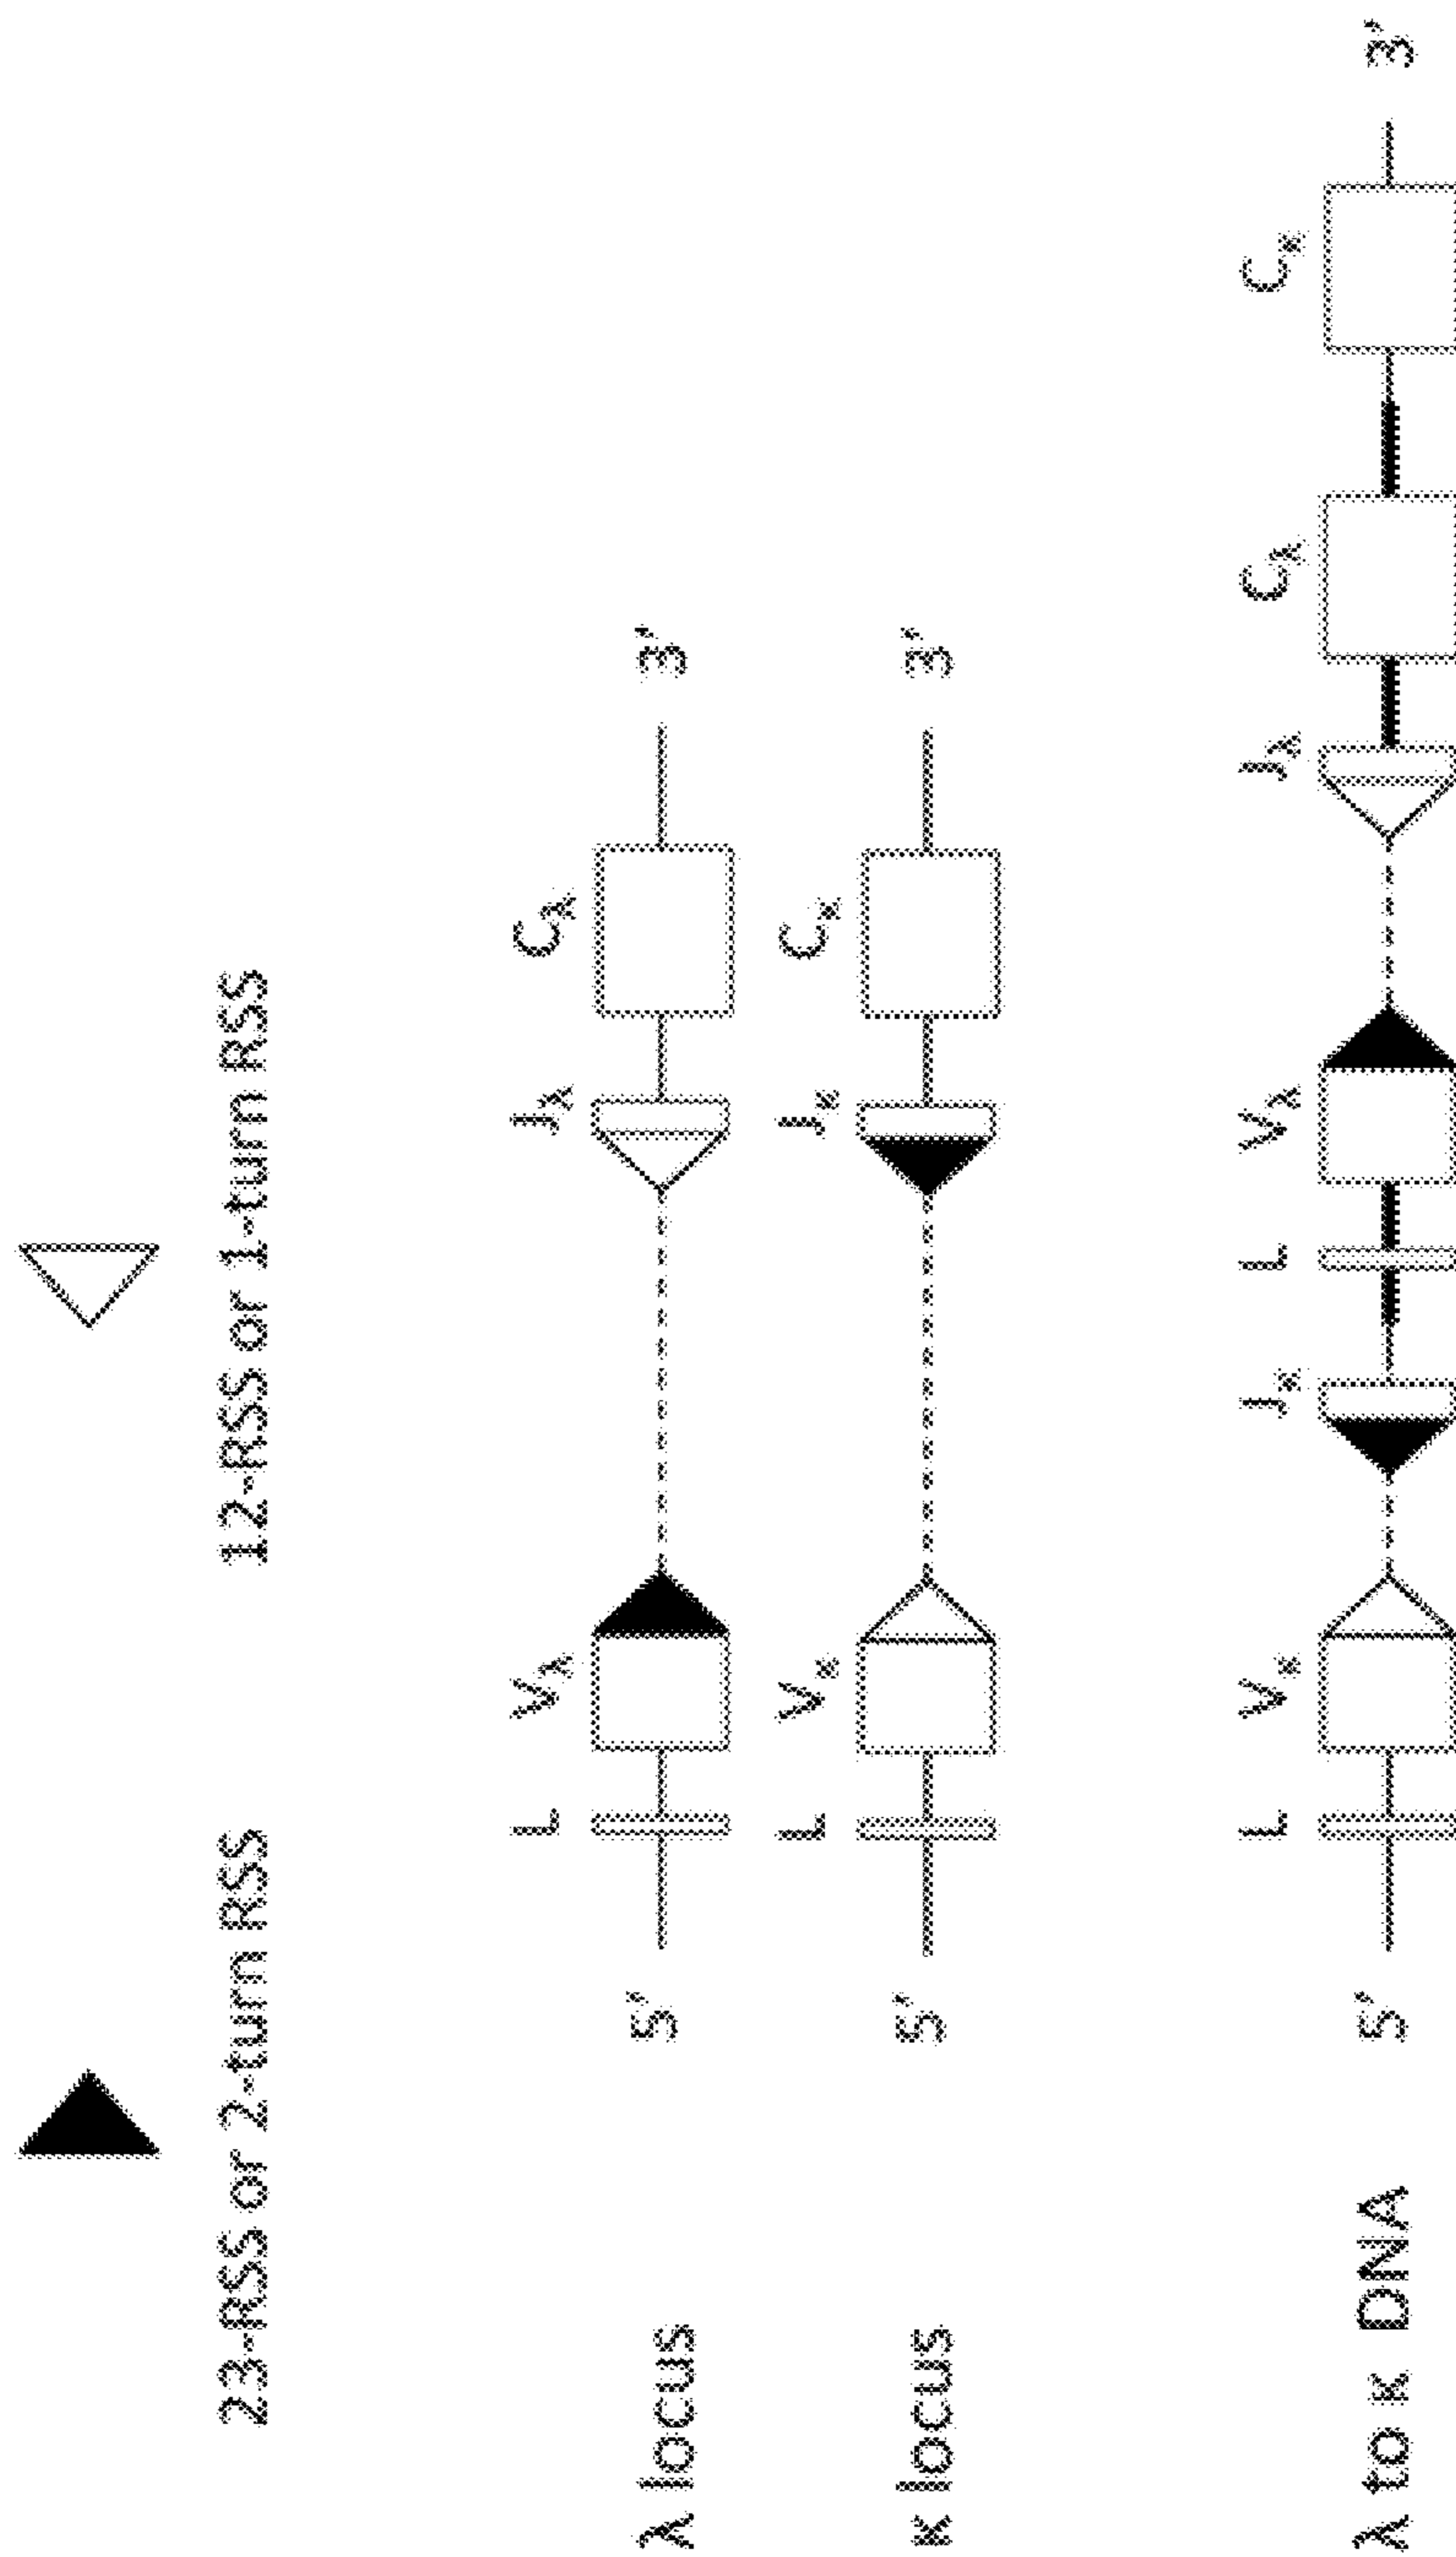 23-RSS or 2-turn RSS
12-RSS or 1-turn RSS
L Vλ Jλ Cλ
λ locus 5' 3'
L Vκ Jκ Cκ
κ locus 5' 3'
L Vκ Jκ L Vλ Jλ Cλ Cκ
λ to κ DNA 5' 3'